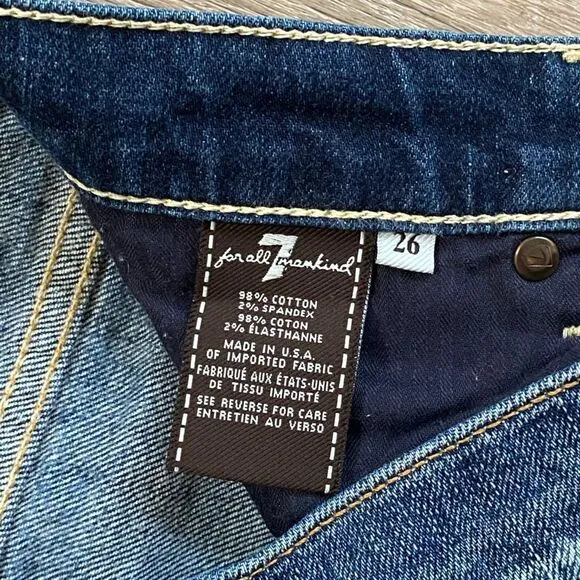 for all 7 mankind
26
98% COTTON
2% SPANDEX
98% COTON
2% ÉLASTHANNE
MADE IN U.S.A.
OF IMPORTED FABRIC
FABRIQUÉ AUX ÉTATS-UNIS
DE TISSU IMPORTÉ
SEE REVERSE FOR CARE
ENTRETIEN AU VERSO